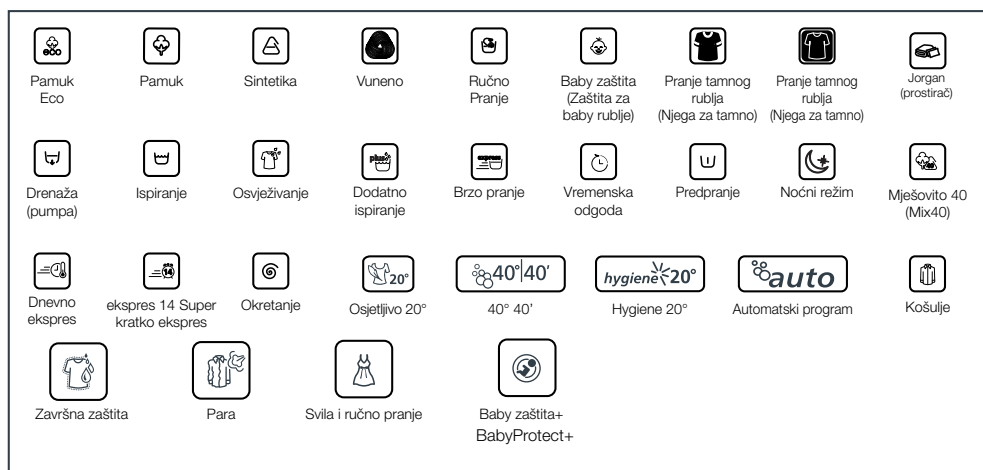 eco
Pamuk
Eco
Pamuk
Sintetika
Vuneno
Ručno
Pranje
Baby zaštita
(Zaštita za
baby rublje)
Pranje tamnog
rublja
(Njega za tamno)
Pranje tamnog
rublja
(Njega za tamno)
Jorgan
(prostirač)
Drenaža
(pumpa)
Ispiranje
Osvježivanje
plus
Dodatno
ispiranje
express
Brzo pranje
Vremenska
odgoda
Predpranje
Noćni režim
40
Mješovito 40
(Mix40)
Dnevno
ekspres
14
ekspres 14 Super
kratko ekspres
Okretanje
20°
Osjetljivo 20°
40°|40'
40° 40'
hygiene 20°
Hygiene 20°
auto
Automatski program
Košulje
Završna zaštita
Para
Svila i ručno pranje
Baby zaštita+
BabyProtect+